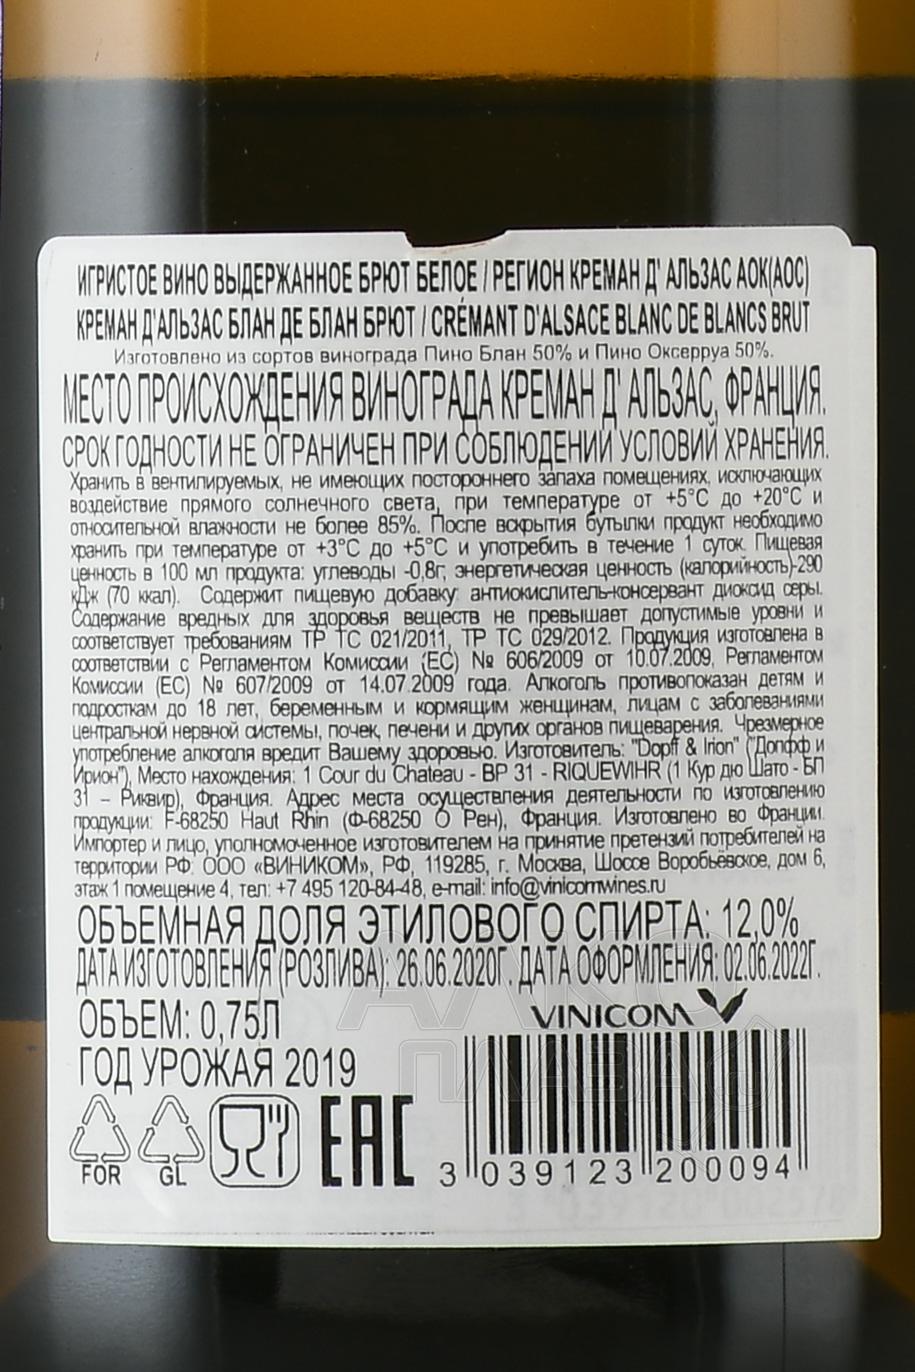 ИГРИСТОЕ ВИНО ВЫДЕРЖАННОЕ БРЮТ БЕЛОЕ / РЕГИОН КРЕМАН Д' АЛЬЗАС АОК(АОС)
КРЕМАН Д'АЛЬЗАС БЛАН ДЕ БЛАН БРЮТ / CRÉMANT D'ALSACE BLANC DE BLANCS BRUT
Изготовлено из сортов винограда Пино Блан 50% и Пино Оксерруа 50%.
МЕСТО ПРОИСХОЖДЕНИЯ ВИНОГРАДА КРЕМАН Д' АЛЬЗАС, ФРАНЦИЯ.
СРОК ГОДНОСТИ НЕ ОГРАНИЧЕН ПРИ СОБЛЮДЕНИИ УСЛОВИЙ ХРАНЕНИЯ.
Хранить в вентилируемых, не имеющих постороннего запаха помещениях, исключающих
воздействие прямого солнечного света, при температуре от +5°С до +20°С и
относительной влажности не более 85%. После вскрытия бутылки продукт необходимо
хранить при температуре от +3°С до +5°С и употребить в течение 1 суток. Пищевая
ценность в 100 мл продукта: углеводы -0,8г, энергетическая ценность (калорийность)-290
кДж (70 ккал). Содержит пищевую добавку: антиокислитель-консервант диоксид серы.
Содержание вредных для здоровья веществ не превышает допустимые уровни и
соответствует требованиям ТР ТС 021/2011, ТР ТС 029/2012. Продукция изготовлена в
соответствии с Регламентом Комиссии (ЕС) № 606/2009 от 10.07.2009, Регламентом
Комиссии (ЕС) № 607/2009 от 14.07.2009 года. Алкоголь противопоказан детям и
подросткам до 18 лет, беременным и кормящим женщинам, лицам с заболеваниями
центральной нервной системы, почек, печени и других органов пищеварения. Чрезмерное
употребление алкоголя вредит Вашему здоровью. Изготовитель: "Dopff & Irion" ("Допфф и
Ирион"), Место нахождения: 1 Cour du Chateau - BP 31 - RIQUEWIHR (1 Кур дю Шато - БП
31 – Риквир), Франция. Адрес места осуществления деятельности по изготовлению
продукции: F-68250 Haut Rhin (Ф-68250 О Рен), Франция. Изготовлено во Франции.
Импортер и лицо, уполномоченное изготовителем на принятие претензий потребителей на
территории РФ: ООО «ВИНИКОМ», РФ, 119285, г. Москва, Шоссе Воробьёвское, дом 6,
этаж 1 помещение 4, тел: +7 495 120-84-48, e-mail: info@vinicomwines.ru
ОБЪЕМНАЯ ДОЛЯ ЭТИЛОВОГО СПИРТА: 12,0%
ДАТА ИЗГОТОВЛЕНИЯ (РОЗЛИВА): 26.06.2020Г. ДАТА ОФОРМЛЕНИЯ: 02.06.2022Г.
ОБЪЕМ: 0,75Л
VINICOM
ГОД УРОЖАЯ 2019
FOR
GL
EAC
3 039123 200094